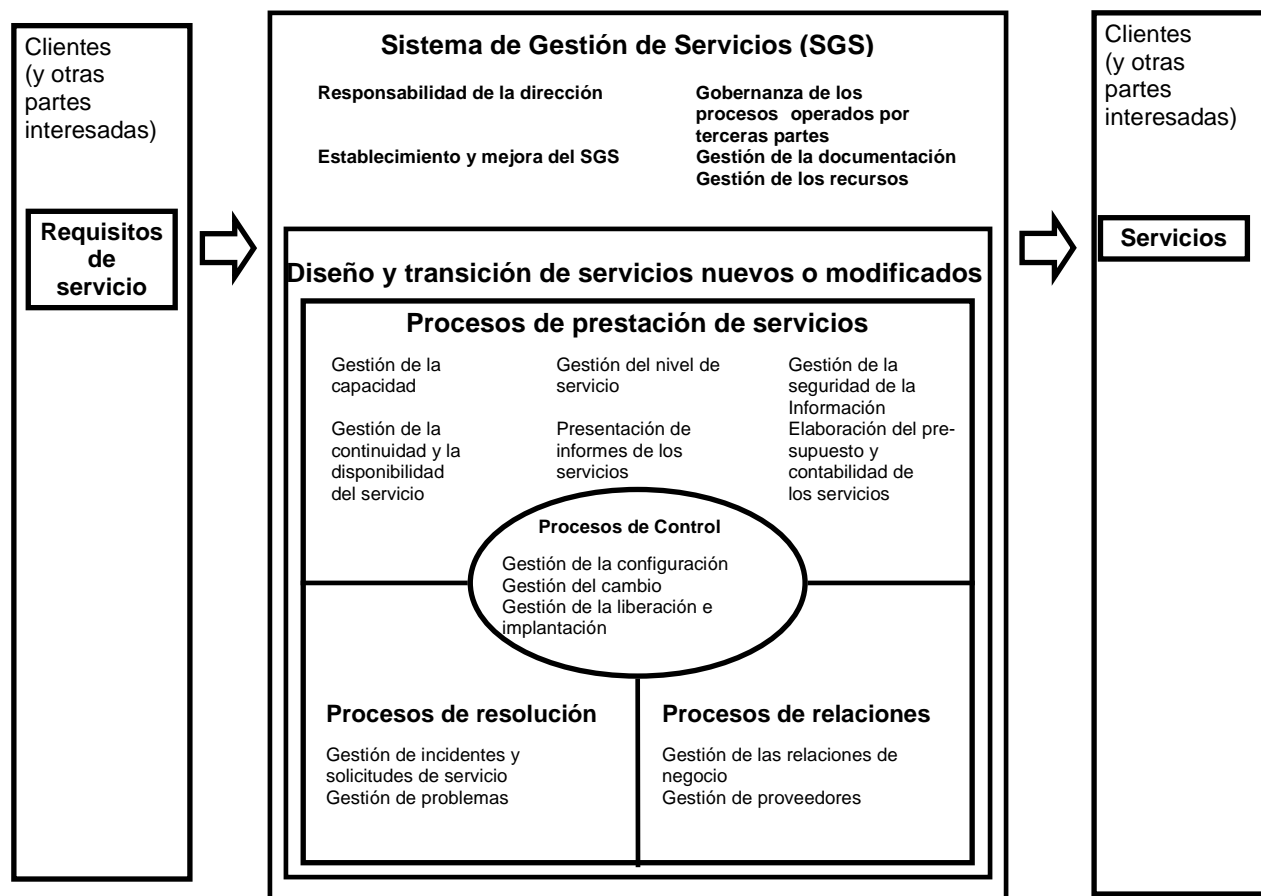 Clientes
(y otras
partes
interesadas)
Requisitos
de
servicio
Sistema de Gestión de Servicios (SGS)
Responsabilidad de la dirección
Establecimiento y mejora del SGS
Gobernanza de los
procesos operados por
terceras partes
Gestión de la documentación
Gestión de los recursos
Diseño y transición de servicios nuevos o modificados
Procesos de prestación de servicios
Gestión de la
capacidad
Gestión de la
continuidad y la
disponibilidad
del servicio
Gestión del nivel de
servicio
Presentación de
informes de los
servicios
Gestión de la
seguridad de la
Información
Elaboración del pre-
supuesto y
contabilidad de
los servicios
Procesos de Control
Gestión de la configuración
Gestión del cambio
Gestión de la liberación e
implantación
Procesos de resolución
Gestión de incidentes y
solicitudes de servicio
Gestión de problemas
Procesos de relaciones
Gestión de las relaciones de
negocio
Gestión de proveedores
Clientes
(y otras
partes
interesadas)
Servicios